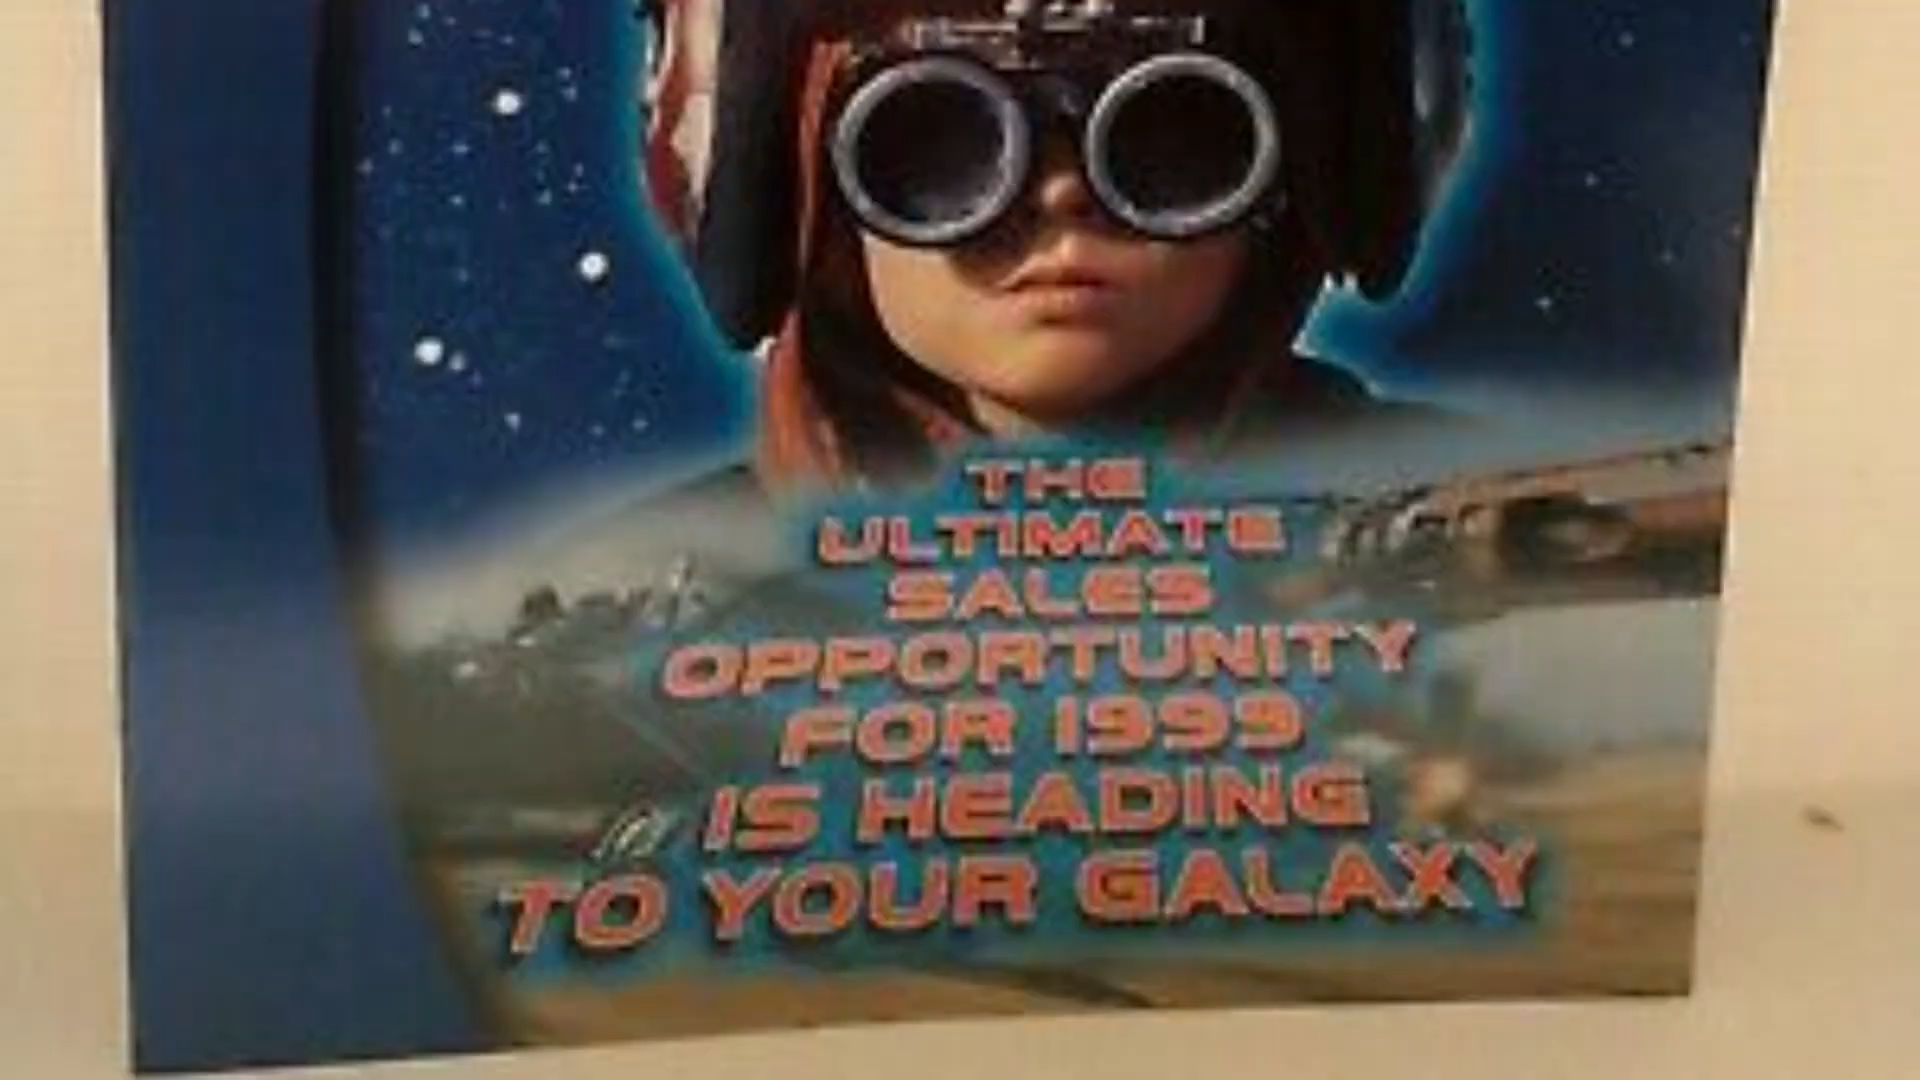 THE
ULTIMATE
SALES
OPPORTUNITY
FOR 1999
IS HEADING
TO YOUR GALAXY